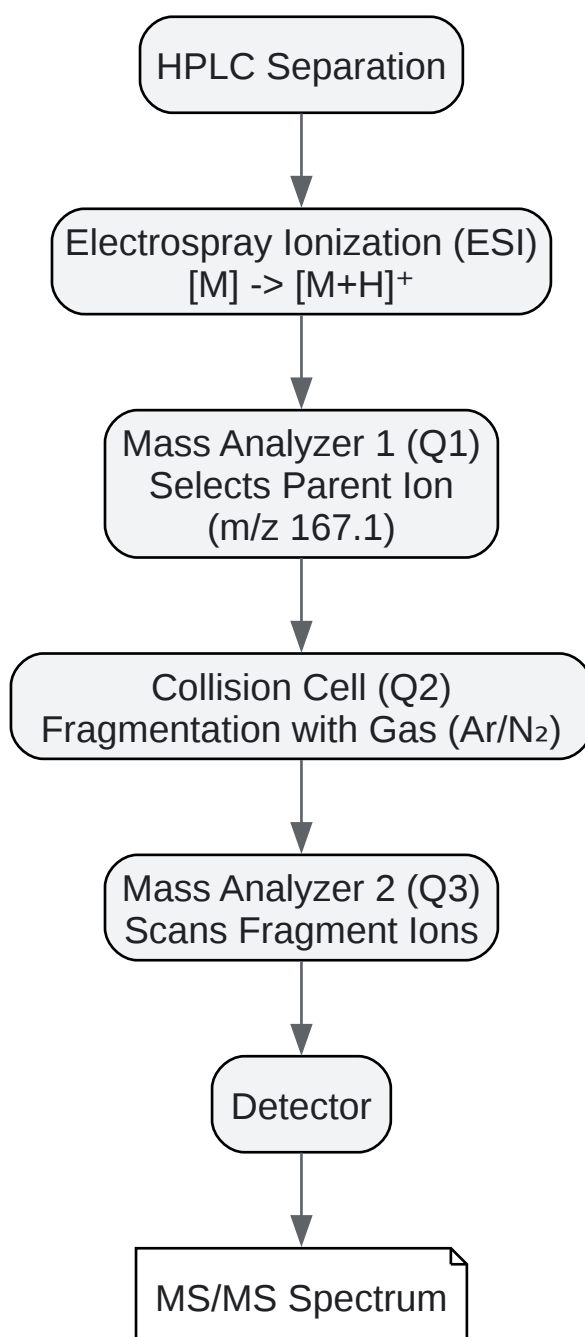 HPLC Separation
Electrospray Ionization (ESI)
[M] -> [M+H]⁺
Mass Analyzer 1 (Q1)
Selects Parent Ion
(m/z 167.1)
Collision Cell (Q2)
Fragmentation with Gas (Ar/N₂)
Mass Analyzer 2 (Q3)
Scans Fragment Ions
Detector
MS/MS Spectrum